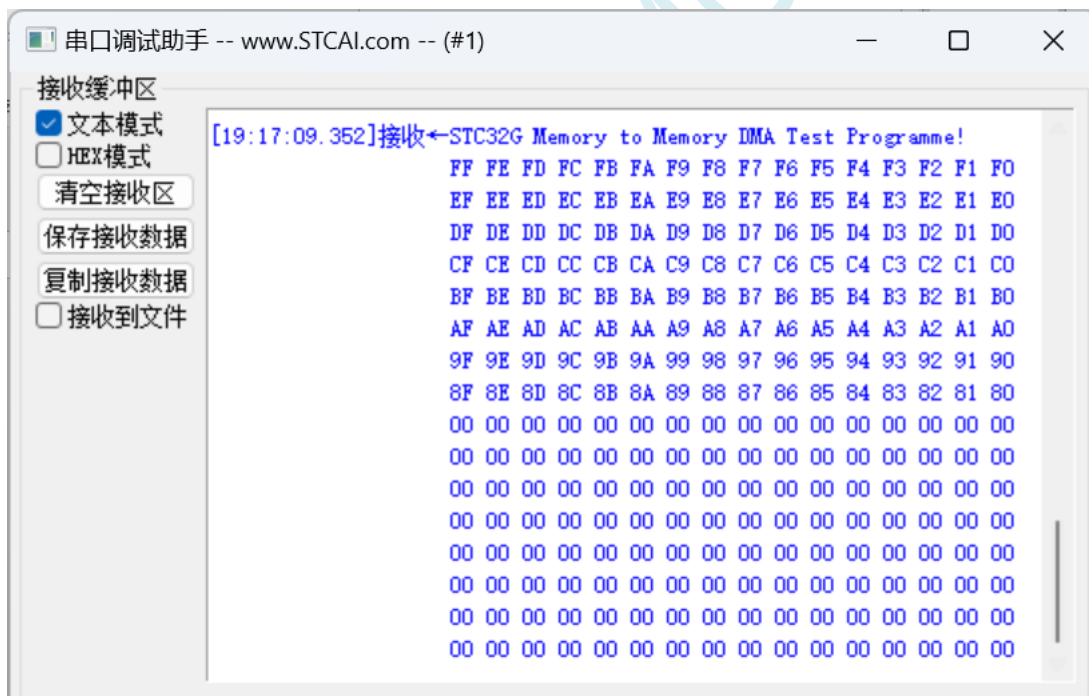 串口调试助手 -- www.STCAI.com -- (#1)
接收缓冲区
文本模式
HEX模式
清空接收区
保存接收数据
复制接收数据
接收到文件
[19:17:09.352]接收←STC32G Memory to Memory DMA Test Programme!
FF FE FD FC FB FA F9 F8 F7 F6 F5 F4 F3 F2 F1 F0
EF EE ED EC EB EA E9 E8 E7 E6 E5 E4 E3 E2 E1 E0
DF DE DD DC DB DA D9 D8 D7 D6 D5 D4 D3 D2 D1 D0
CF CE CD CC CB CA C9 C8 C7 C6 C5 C4 C3 C2 C1 C0
BF BE BD BC BB BA B9 B8 B7 B6 B5 B4 B3 B2 B1 B0
AF AE AD AC AB AA A9 A8 A7 A6 A5 A4 A3 A2 A1 A0
9F 9E 9D 9C 9B 9A 99 98 97 96 95 94 93 92 91 90
8F 8E 8D 8C 8B 8A 89 88 87 86 85 84 83 82 81 80
00 00 00 00 00 00 00 00 00 00 00 00 00 00 00 00
00 00 00 00 00 00 00 00 00 00 00 00 00 00 00 00
00 00 00 00 00 00 00 00 00 00 00 00 00 00 00 00
00 00 00 00 00 00 00 00 00 00 00 00 00 00 00 00
00 00 00 00 00 00 00 00 00 00 00 00 00 00 00 00
00 00 00 00 00 00 00 00 00 00 00 00 00 00 00 00
00 00 00 00 00 00 00 00 00 00 00 00 00 00 00 00
00 00 00 00 00 00 00 00 00 00 00 00 00 00 00 00